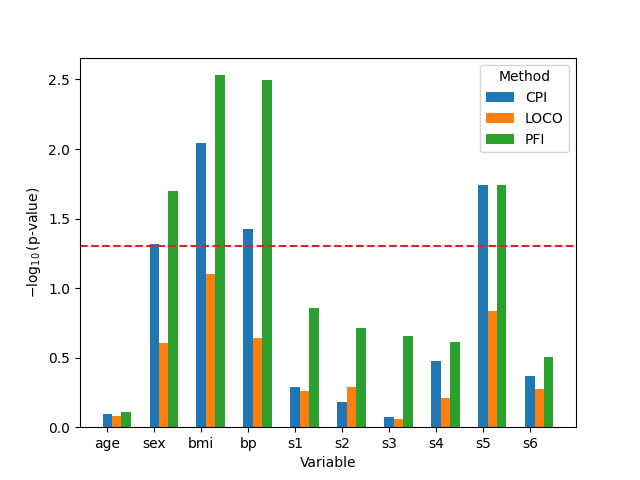 2.5
2.0
1.5
1.0
0.5
0.0
−log₁₀(p-value)
Method
CPI
LOCO
PFI
age sex bmi bp s1 s2 s3 s4 s5 s6
Variable